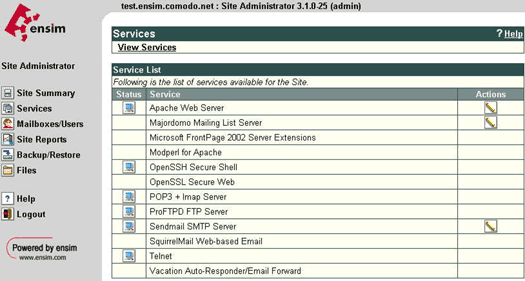 test.ensim.comodo.net : Site Administrator 3.1.0-25 (admin)
ensim
Site Administrator
Site Summary
Services
Mailboxes/Users
Site Reports
Backup/Restore
Files
Help
Logout
Powered by ensim
www.ensim.com
Services ? Help
View Services
Service List
Following is the list of services available for the Site.
Status Service Actions
Apache Web Server
Majordomo Mailing List Server
Microsoft FrontPage 2002 Server Extensions
Modperl for Apache
OpenSSH Secure Shell
OpenSSL Secure Web
POP3 + Imap Server
ProFTPD FTP Server
Sendmail SMTP Server
SquirrelMail Web-based Email
Telnet
Vacation Auto-Responder/Email Forward